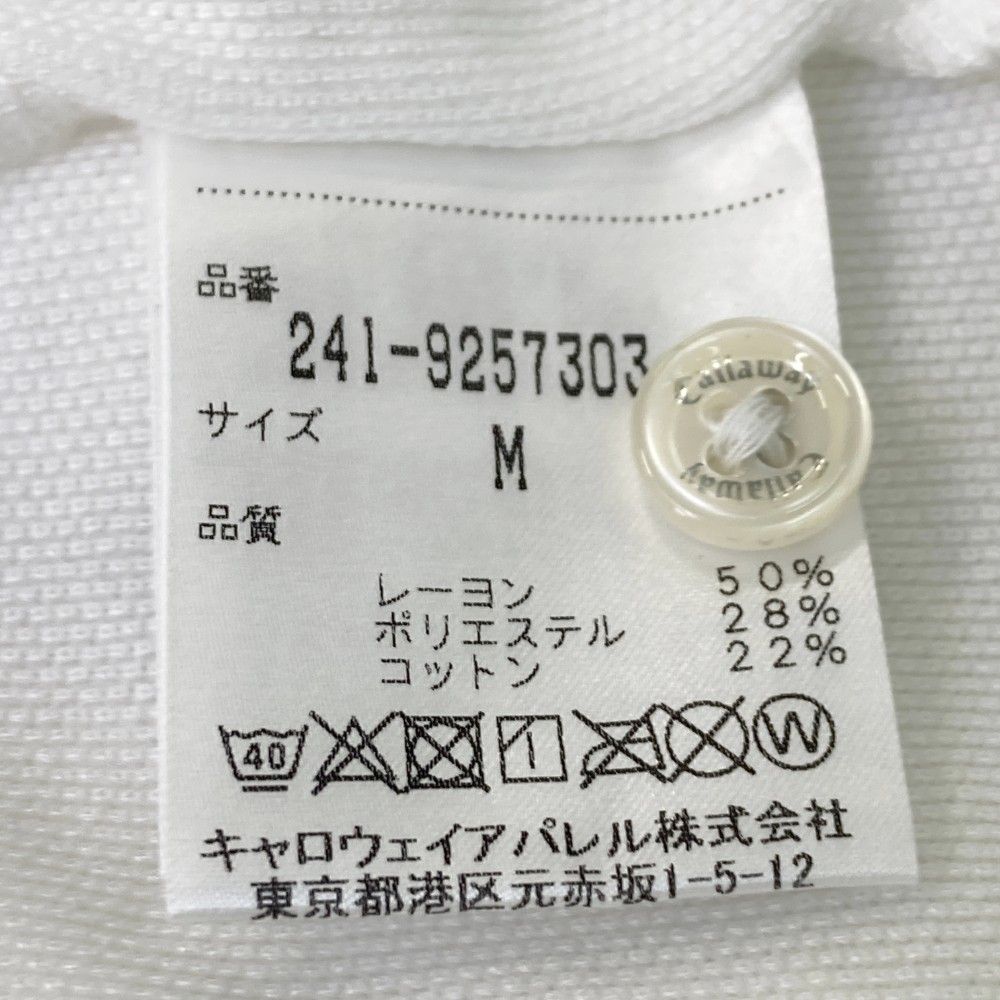 品番
241-9257303
サイズ
M
品質
レーヨン 50%
ポリエステル 28%
コットン 22%
40
W
キャロウェイアパレル株式会社
東京都港区元赤坂1-5-12
Callaway
Callaway